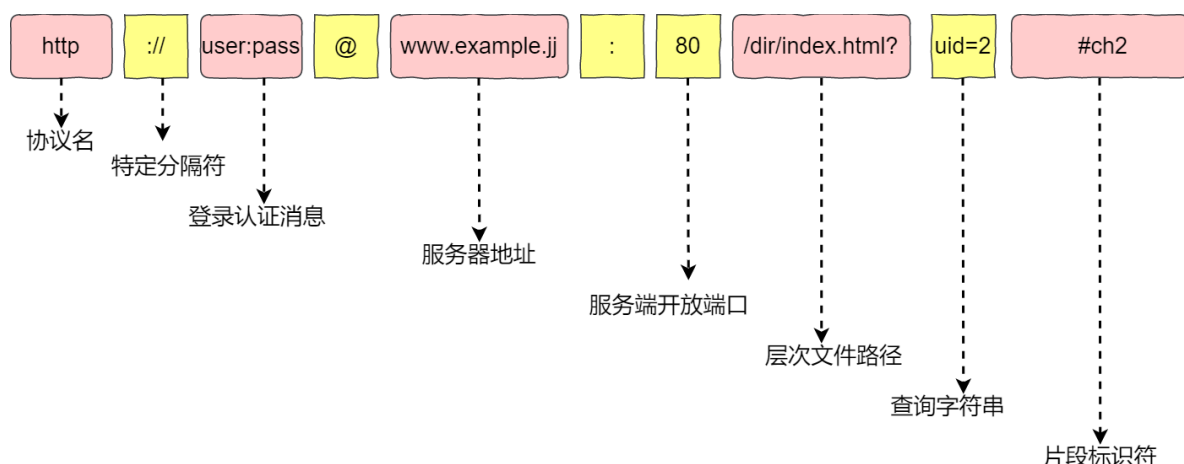 http :// user:pass @ www.example.jj : 80 /dir/index.html? uid=2 #ch2
协议名
特定分隔符
登录认证消息
服务器地址
服务端开放端口
层次文件路径
查询字符串
片段标识符